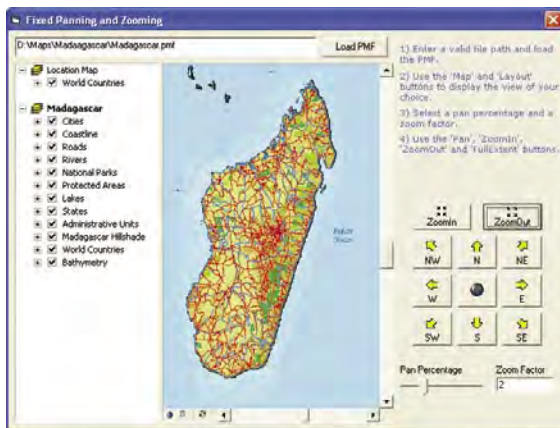 Fixed Panning and Zooming
D:\Maps\Madaagascar\Madagascar.pmf
Load PMF
Location Map
World Countries
Madagascar
Cities
Coastline
Roads
Rivers
National Parks
Protected Areas
Lakes
States
Administrative Units
Madagascar Hillshade
World Countries
Bathymetry
1) Enter a valid file path and load
the PMF.
2) Use the 'Map' and 'Layout'
buttons to display the view of your
choice.
3) Select a pan percentage and a
zoom factor.
4) Use the 'Pan', 'ZoomIn',
'ZoomOut' and 'FullExtent' buttons.
ZoomIn
ZoomOut
NW
N
NE
W
E
SW
S
SE
Pan Percentage
Zoom Factor
2